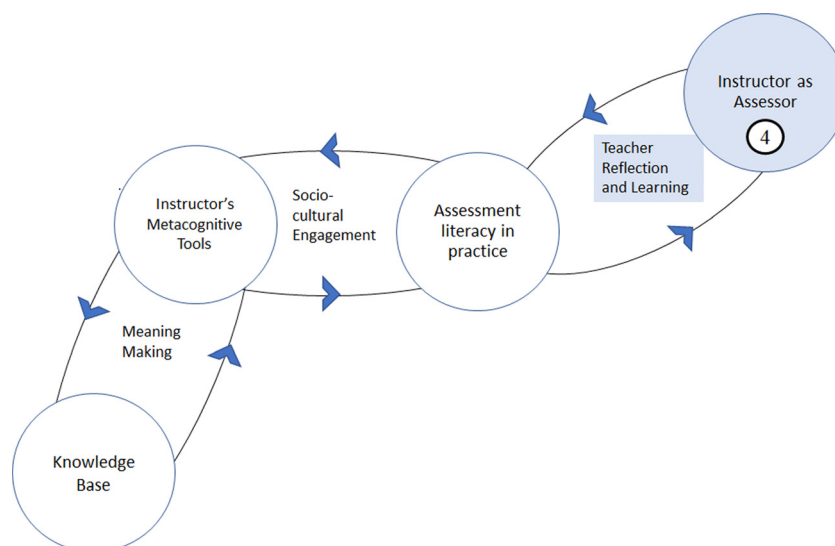 Instructor as
Assessor
4
Teacher
Reflection
and Learning
Instructor's
Metacognitive
Tools
Socio-
cultural
Engagement
Assessment
literacy in
practice
Meaning
Making
Knowledge
Base